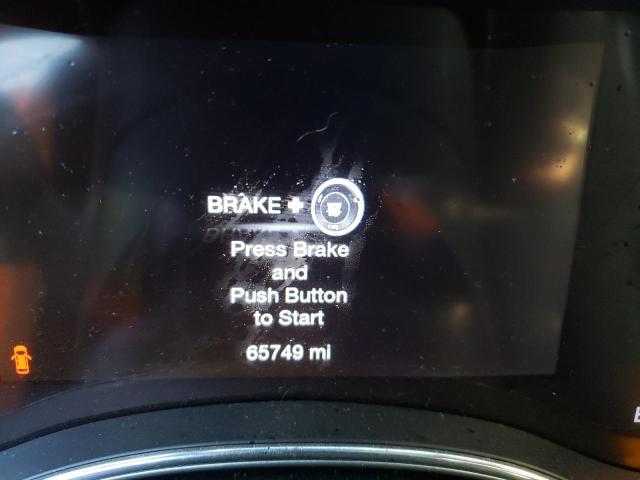 BRAKE +
Press Brake
and
Push Button
to Start
65749 mi
E